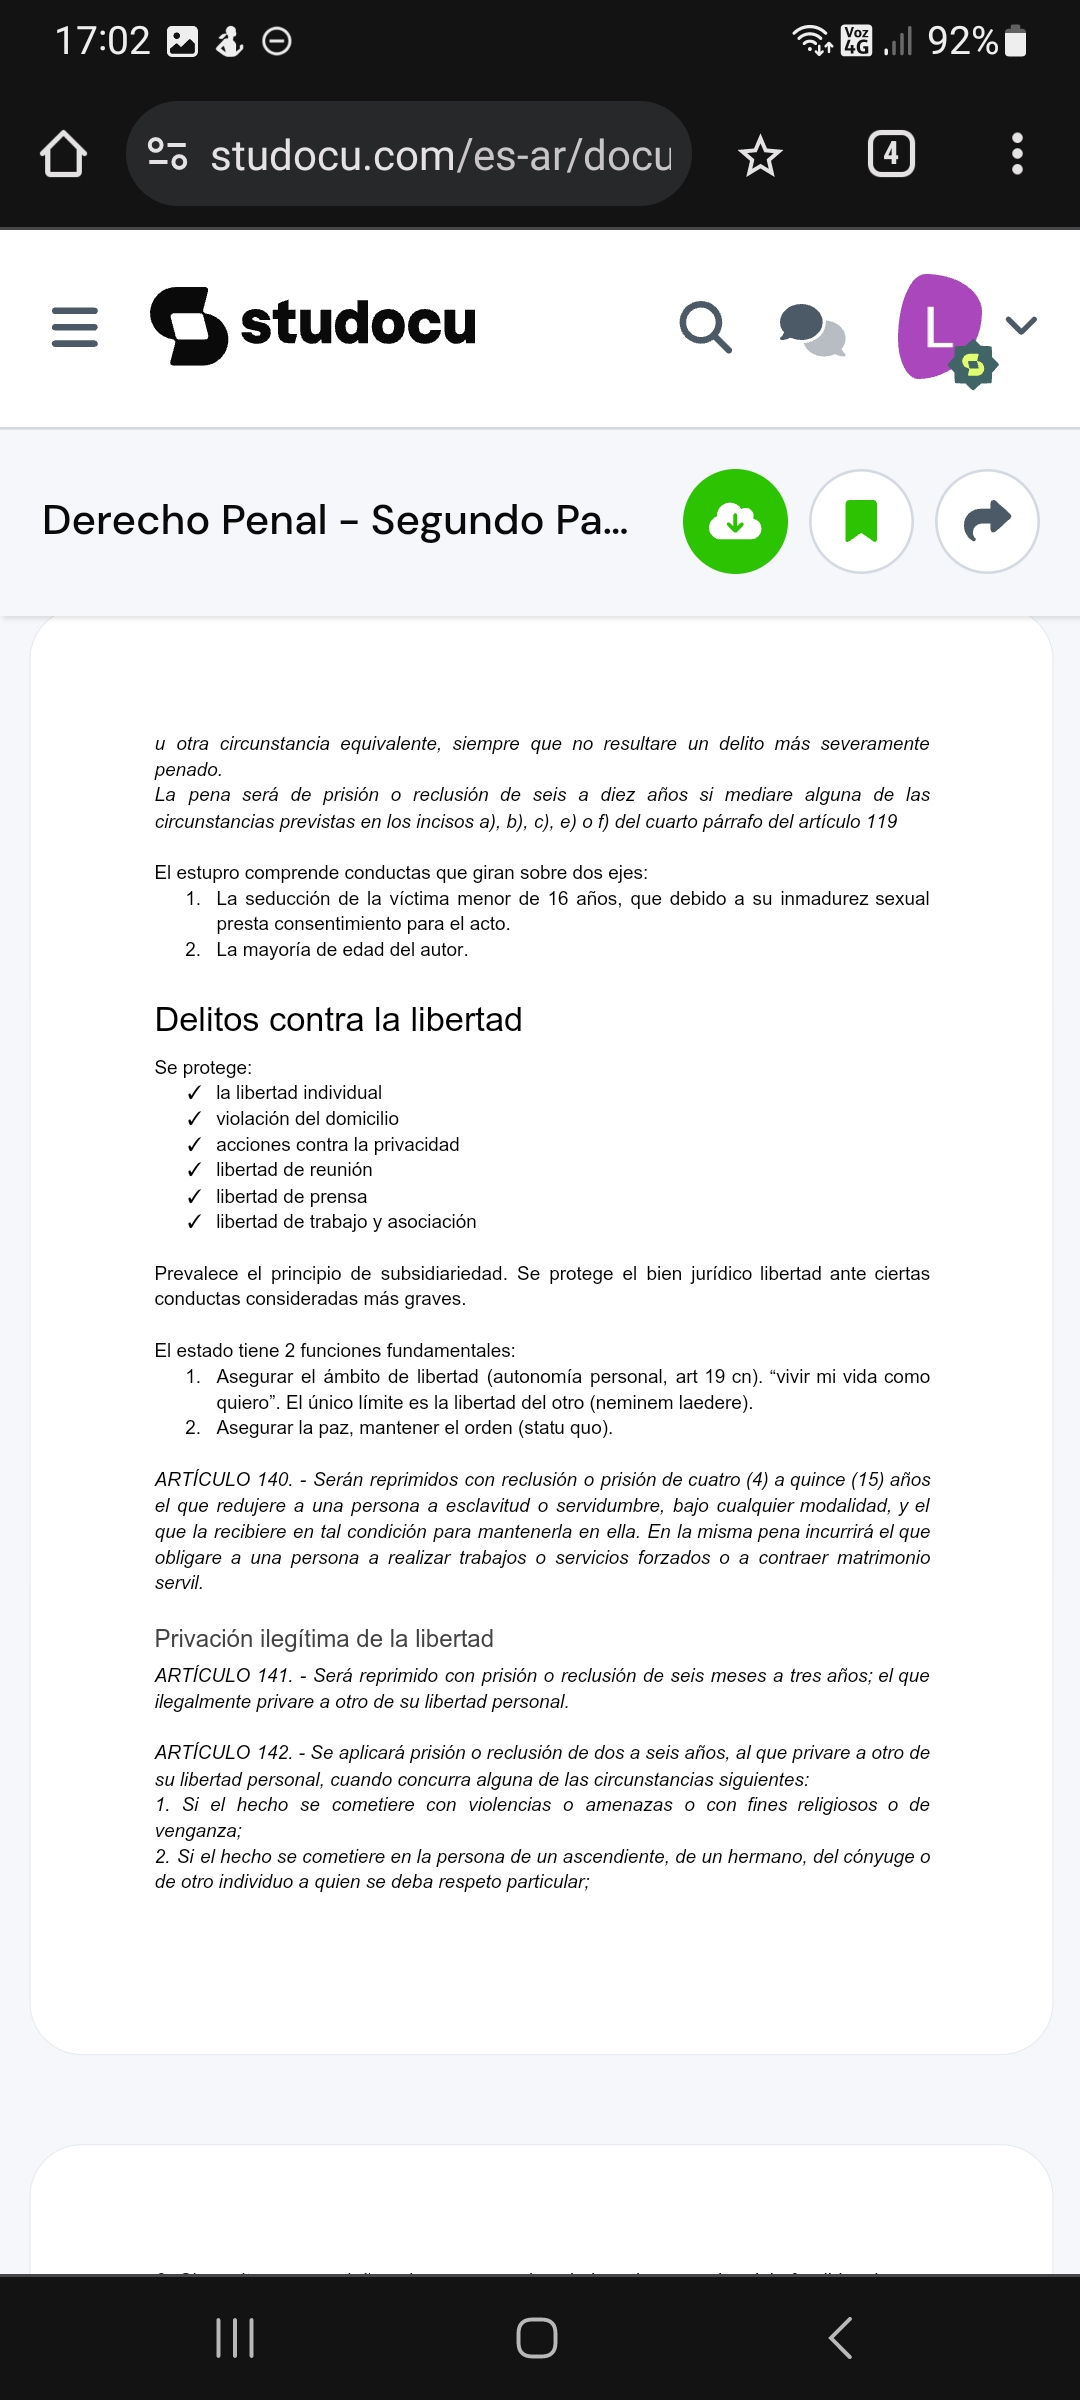 17:02
Voz 4G 92%
studocu.com/es-ar/docu
4
studocu
L
Derecho Penal - Segundo Pa...
u otra circunstancia equivalente, siempre que no resultare un delito más severamente
penado.
La pena será de prisión o reclusión de seis a diez años si mediare alguna de las
circunstancias previstas en los incisos a), b), c), e) o f) del cuarto párrafo del artículo 119
El estupro comprende conductas que giran sobre dos ejes:
1. La seducción de la víctima menor de 16 años, que debido a su inmadurez sexual
presta consentimiento para el acto.
2. La mayoría de edad del autor.
Delitos contra la libertad
Se protege:
✓ la libertad individual
✓ violación del domicilio
✓ acciones contra la privacidad
✓ libertad de reunión
✓ libertad de prensa
✓ libertad de trabajo y asociación
Prevalece el principio de subsidiariedad. Se protege el bien jurídico libertad ante ciertas
conductas consideradas más graves.
El estado tiene 2 funciones fundamentales:
1. Asegurar el ámbito de libertad (autonomía personal, art 19 cn). “vivir mi vida como
quiero”. El único límite es la libertad del otro (neminem laedere).
2. Asegurar la paz, mantener el orden (statu quo).
ARTÍCULO 140. - Serán reprimidos con reclusión o prisión de cuatro (4) a quince (15) años
el que redujere a una persona a esclavitud o servidumbre, bajo cualquier modalidad, y el
que la recibiere en tal condición para mantenerla en ella. En la misma pena incurrirá el que
obligare a una persona a realizar trabajos o servicios forzados o a contraer matrimonio
servil.
Privación ilegítima de la libertad
ARTÍCULO 141. - Será reprimido con prisión o reclusión de seis meses a tres años; el que
ilegalmente privare a otro de su libertad personal.
ARTÍCULO 142. - Se aplicará prisión o reclusión de dos a seis años, al que privare a otro de
su libertad personal, cuando concurra alguna de las circunstancias siguientes:
1. Si el hecho se cometiere con violencias o amenazas o con fines religiosos o de
venganza;
2. Si el hecho se cometiere en la persona de un ascendiente, de un hermano, del cónyuge o
de otro individuo a quien se deba respeto particular;